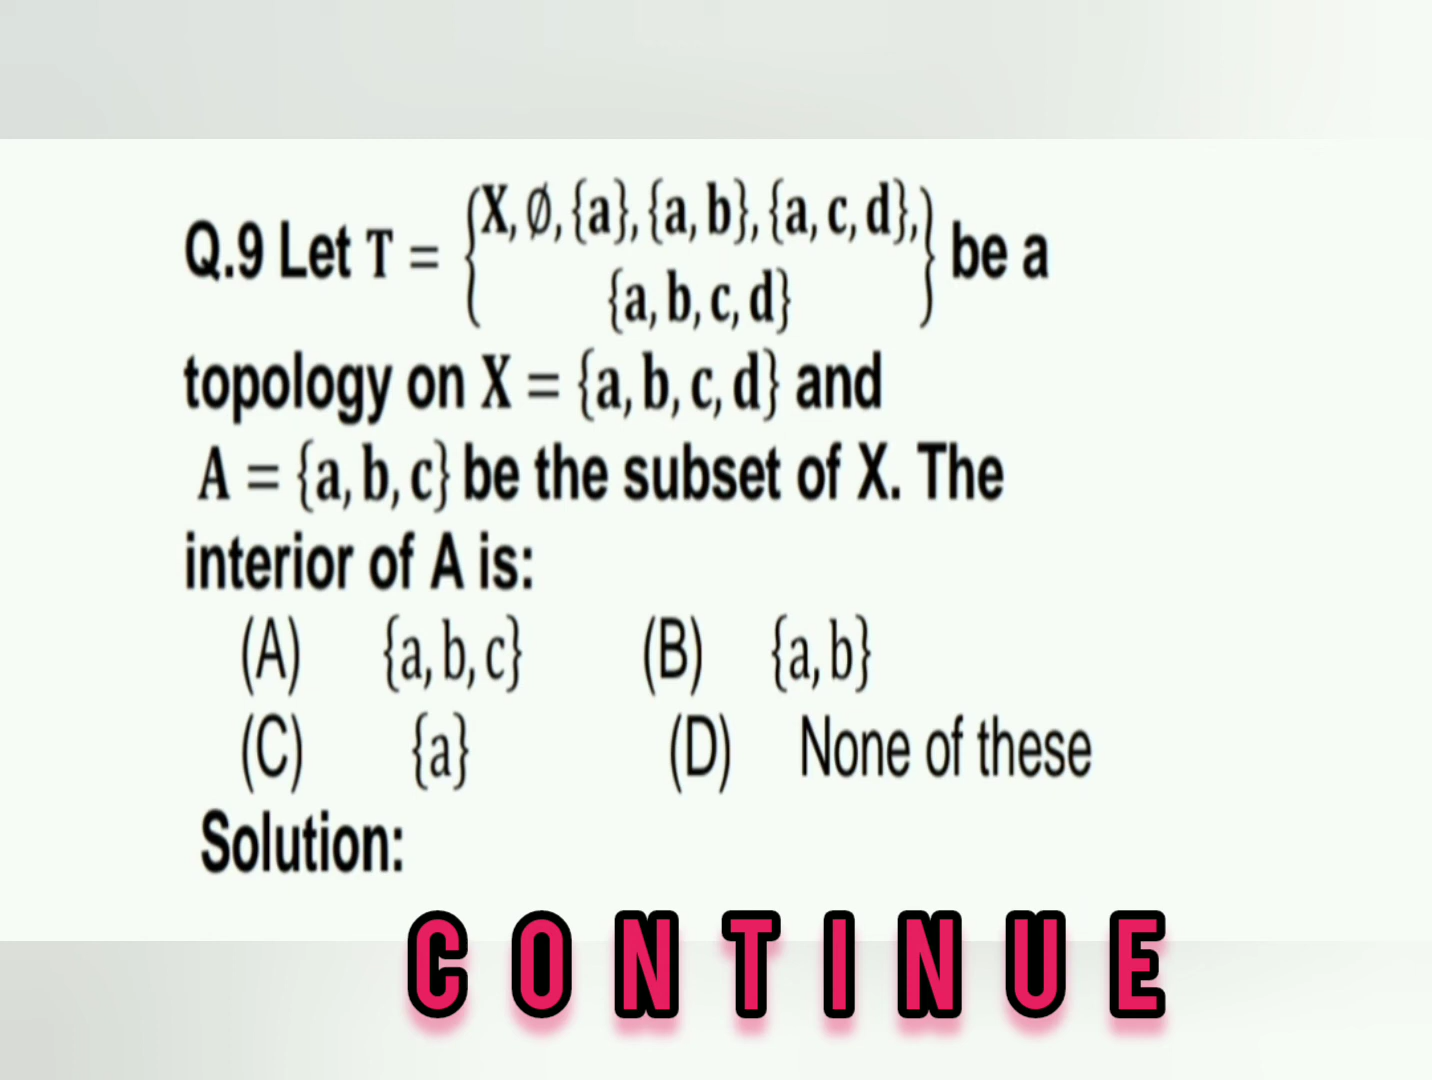 Q.9 Let T = {X, ∅, {a}, {a, b}, {a, c, d},
{a, b, c, d}} be a
topology on X = {a, b, c, d} and
A = {a, b, c} be the subset of X. The
interior of A is:
(A) {a, b, c} (B) {a, b}
(C) {a} (D) None of these
Solution:
CONTINUE